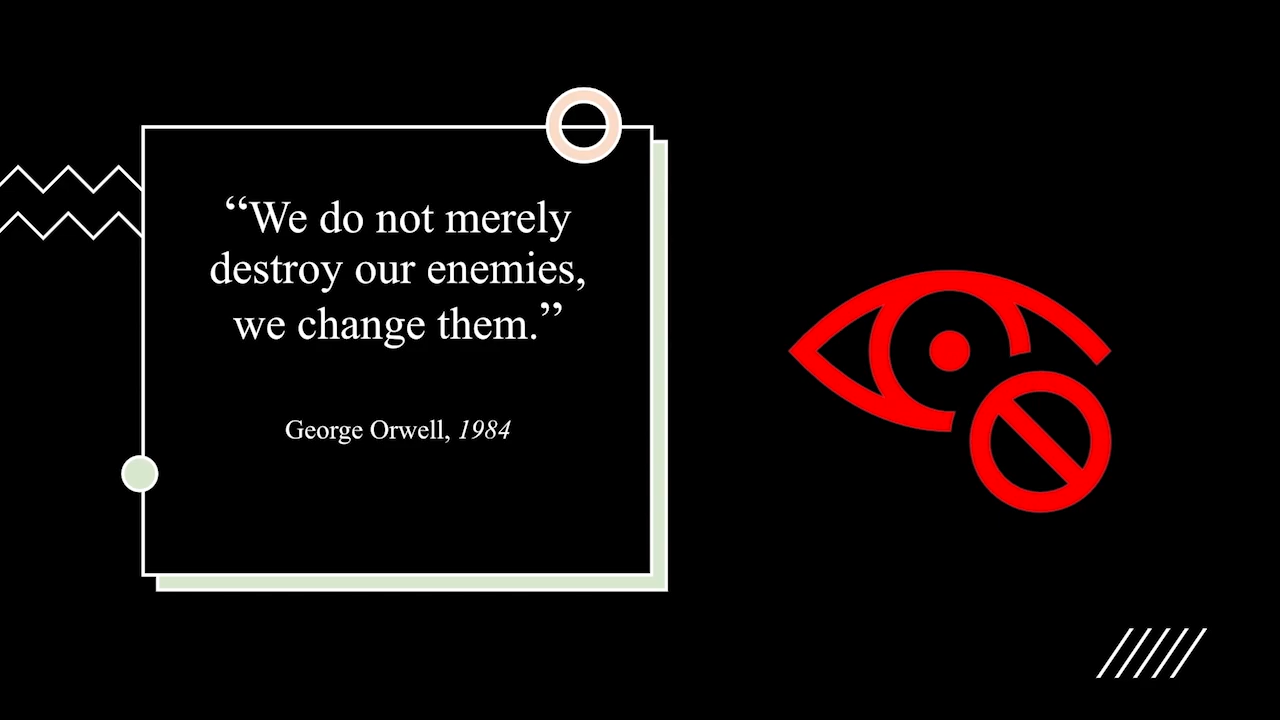 “We do not merely
destroy our enemies,
we change them.”
George Orwell, 1984